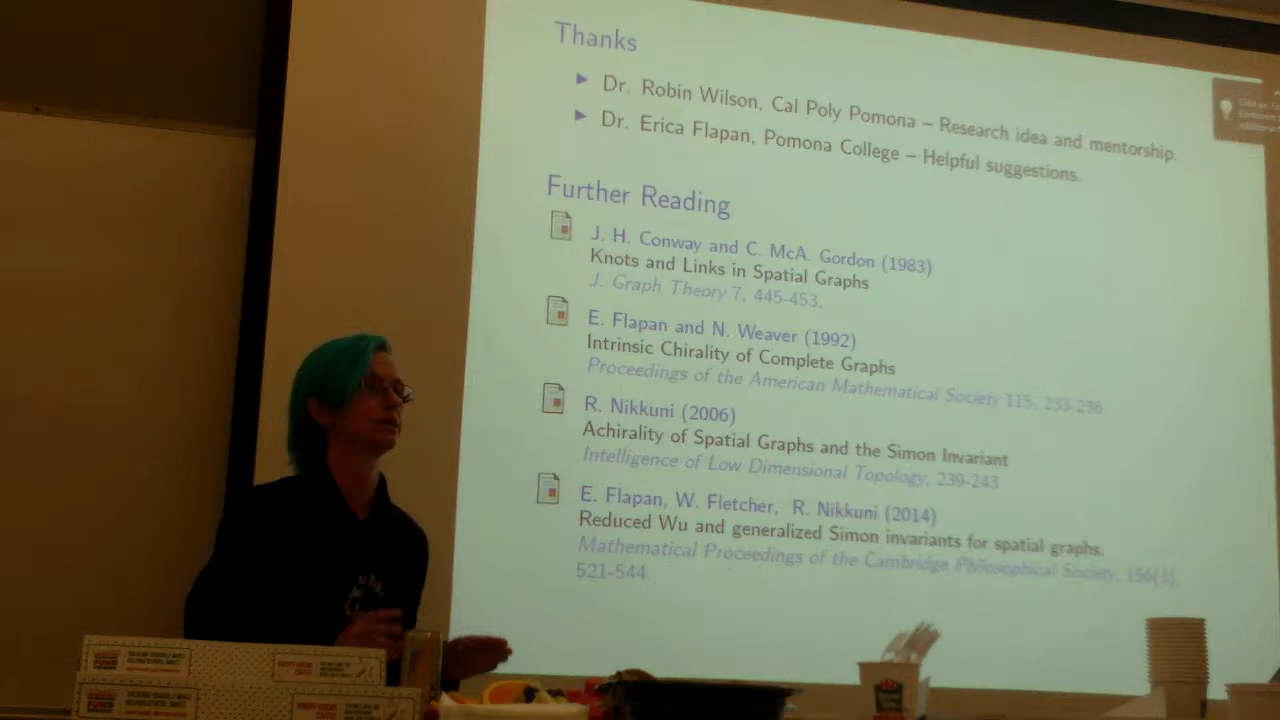 Thanks
Dr. Robin Wilson, Cal Poly Pomona – Research idea and mentorship.
Dr. Erica Flapan, Pomona College – Helpful suggestions.
Further Reading
J. H. Conway and C. McA. Gordon (1983)
Knots and Links in Spatial Graphs
J. Graph Theory 7, 445-453.
E. Flapan and N. Weaver (1992)
Intrinsic Chirality of Complete Graphs
Proceedings of the American Mathematical Society 115, 233-236
R. Nikkuni (2006)
Achirality of Spatial Graphs and the Simon Invariant
Intelligence of Low Dimensional Topology, 239-243
E. Flapan, W. Fletcher, R. Nikkuni (2014)
Reduced Wu and generalized Simon invariants for spatial graphs.
Mathematical Proceedings of the Cambridge Philosophical Society, 156(3)
521-544.
FUND
FUND